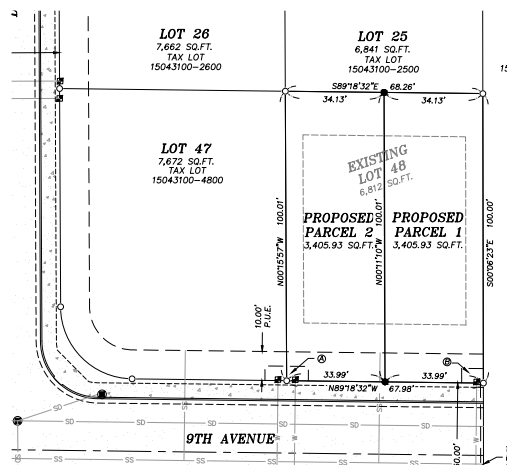 LOT 26
7,662 SQ.FT.
TAX LOT
15043100-2600
LOT 25
6,841 SQ.FT.
TAX LOT
15043100-2500
S89°18'32"E 68.26'
34.13'
34.13'
LOT 47
7,672 SQ.FT.
TAX LOT
15043100-4800
EXISTING
LOT 48
6,812 SQ.FT.
N00°15'57"W 100.01'
PROPOSED
PARCEL 2
3,405.93 SQ.FT.
N00°11'10"W 100.01'
PROPOSED
PARCEL 1
3,405.93 SQ.FT.
S00°06'23"E 100.00'
10.00'
P.U.E.
A
B
33.99'
33.99'
N89°18'32"W 67.98'
SD
SD
SD
SD
SD
SD
S
S
W
W
9TH AVENUE
SS
SS
SS
SS
SS